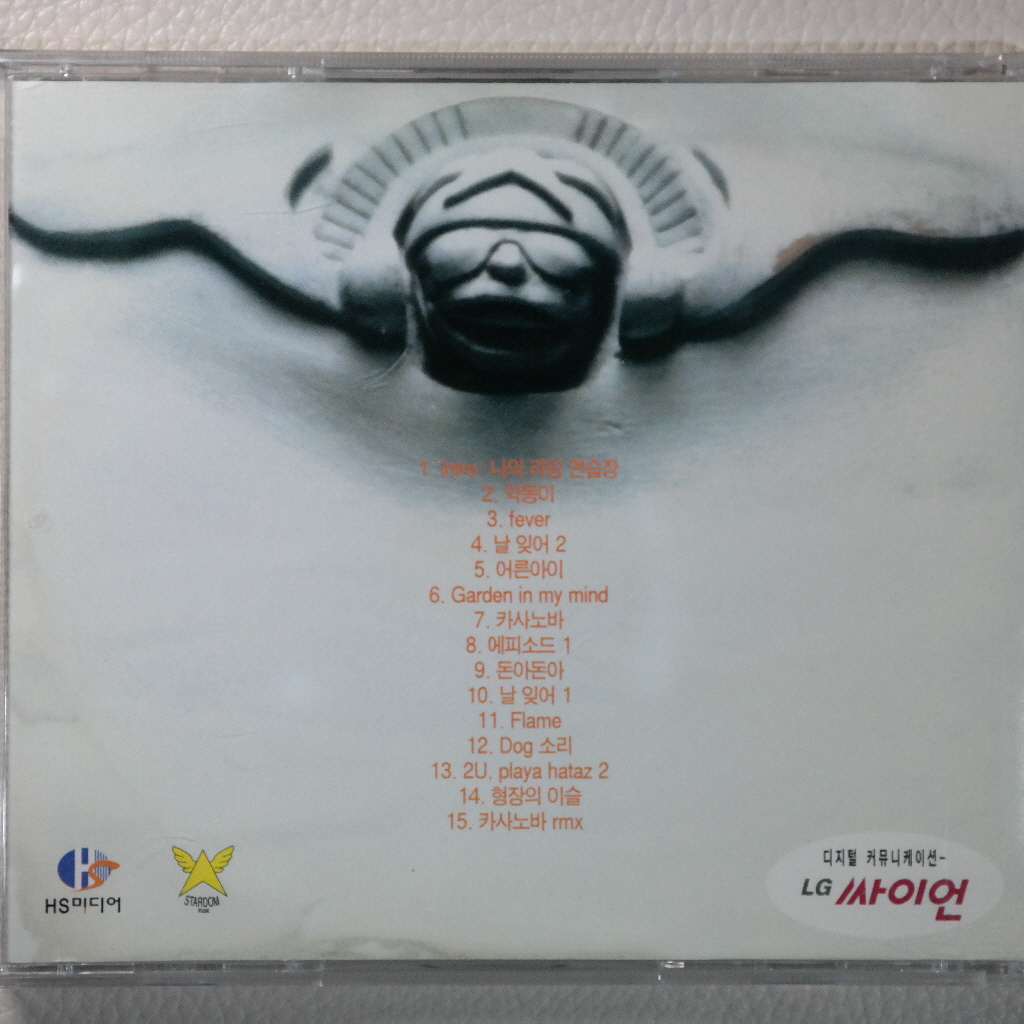 1. intro: 나의 라임 연습장
2. 악동이
3. fever
4. 날 잊어 2
5. 어른아이
6. Garden in my mind
7. 카사노바
8. 에피소드 1
9. 돈아돈아
10. 날 잊어 1
11. Flame
12. Dog 소리
13. 2U, playa hataz 2
14. 형장의 이슬
15. 카사노바 rmx
HS미디어
STARDOM
디지털 커뮤니케이션-
LG 싸이언